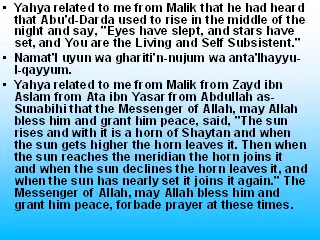 • Yahya related to me from Malik that he had heard
that Abu'd-Darda used to rise in the middle of the
night and say, "Eyes have slept, and stars have
set, and You are the Living and Self Subsistent."
• Namat'l uyun wa ghariti'n-nujum wa anta'lhayyu-
l-qayyum.
• Yahya related to me from Malik from Zayd ibn
Aslam from Ata ibn Yasar from Abdullah as-
Sunabihi that the Messenger of Allah, may Allah
bless him and grant him peace, said, "The sun
rises and with it is a horn of Shaytan and when
the sun gets higher the horn leaves it. Then when
the sun reaches the meridian the horn joins it
and when the sun declines the horn leaves it, and
when the sun has nearly set it joins it again." The
Messenger of Allah, may Allah bless him and
grant him peace, forbade prayer at these times.